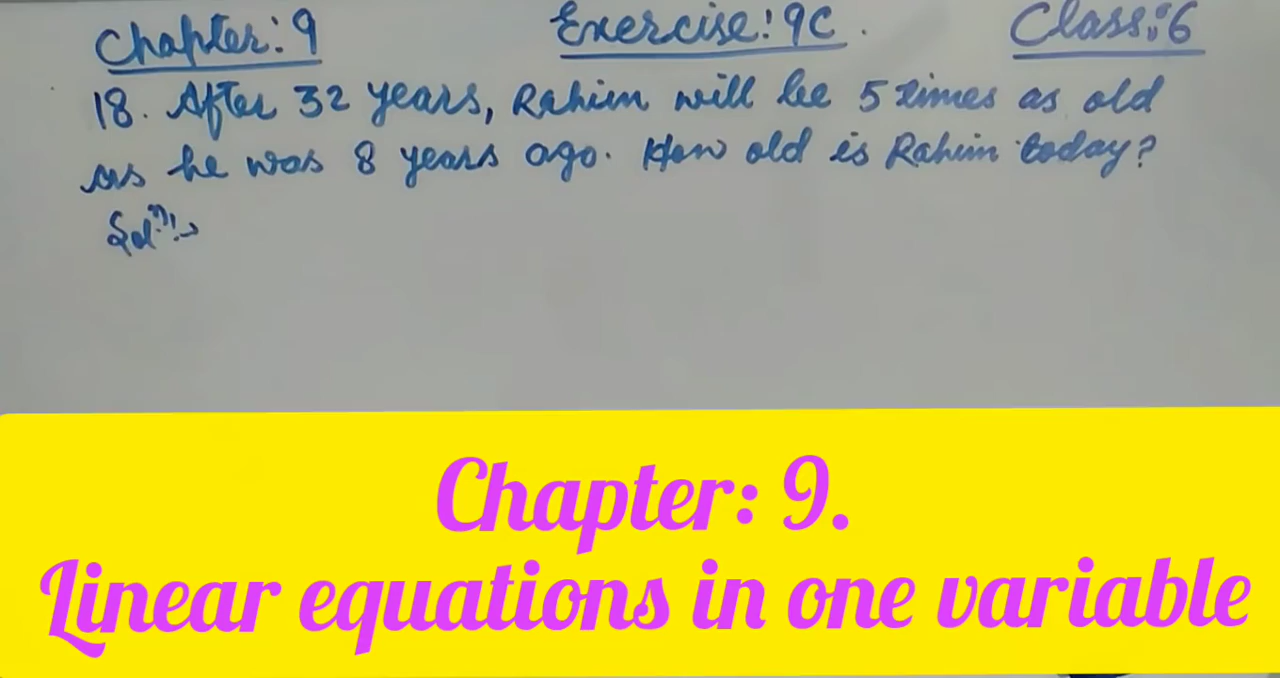 Chapter: 9 Exercise: 9C. Class: 6
18. After 32 years, Rahim will be 5 times as old
as he was 8 years ago. How old is Rahim today?
Solⁿ:→
Chapter: 9.
Linear equations in one variable